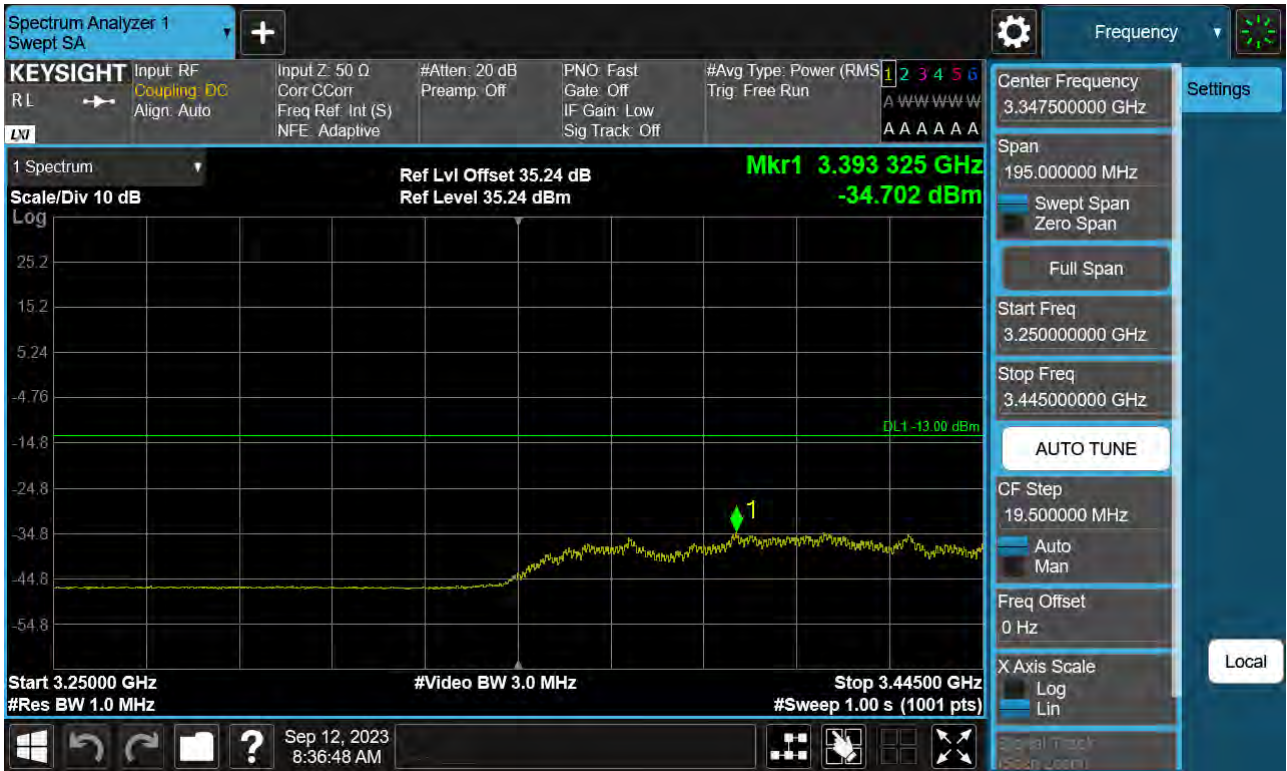 Spectrum Analyzer 1
Swept SA
+
Frequency
KEYSIGHT
RL
LXI
Input: RF
Coupling: DC
Align: Auto
Input Z: 50 Ω
Corr CCorr
Freq Ref: Int (S)
NFE: Adaptive
#Atten: 20 dB
Preamp: Off
PNO: Fast
Gate: Off
IF Gain: Low
Sig Track: Off
#Avg Type: Power (RMS
Trig: Free Run
1 2 3 4 5 6
A W W W W W
A A A A A A
1 Spectrum
Scale/Div 10 dB
Log
Ref Lvl Offset 35.24 dB
Ref Level 35.24 dBm
Mkr1 3.393 325 GHz
-34.702 dBm
25.2
15.2
5.24
-4.76
-14.8
-24.8
-34.8
-44.8
-54.8
DL1 -13.00 dBm
1
Start 3.25000 GHz
#Res BW 1.0 MHz
#Video BW 3.0 MHz
Stop 3.44500 GHz
#Sweep 1.00 s (1001 pts)
Center Frequency
3.347500000 GHz
Settings
Span
195.000000 MHz
Swept Span
Zero Span
Full Span
Start Freq
3.250000000 GHz
Stop Freq
3.445000000 GHz
AUTO TUNE
CF Step
19.500000 MHz
Auto
Man
Freq Offset
0 Hz
X Axis Scale
Log
Lin
Signal Track
(Span Zoom)
Local
?
Sep 12, 2023
8:36:48 AM